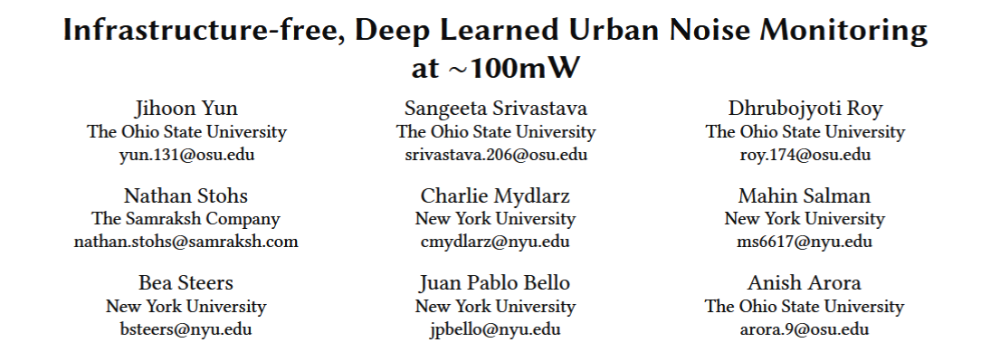 Infrastructure-free, Deep Learned Urban Noise Monitoring
at ~100mW
Jihoon Yun
The Ohio State University
yun.131@osu.edu
Sangeeta Srivastava
The Ohio State University
srivastava.206@osu.edu
Dhrubojyoti Roy
The Ohio State University
roy.174@osu.edu
Nathan Stohs
The Samraksh Company
nathan.stohs@samraksh.com
Charlie Mydlarz
New York University
cmydlarz@nyu.edu
Mahin Salman
New York University
ms6617@nyu.edu
Bea Steers
New York University
bsteers@nyu.edu
Juan Pablo Bello
New York University
jpbello@nyu.edu
Anish Arora
The Ohio State University
arora.9@osu.edu